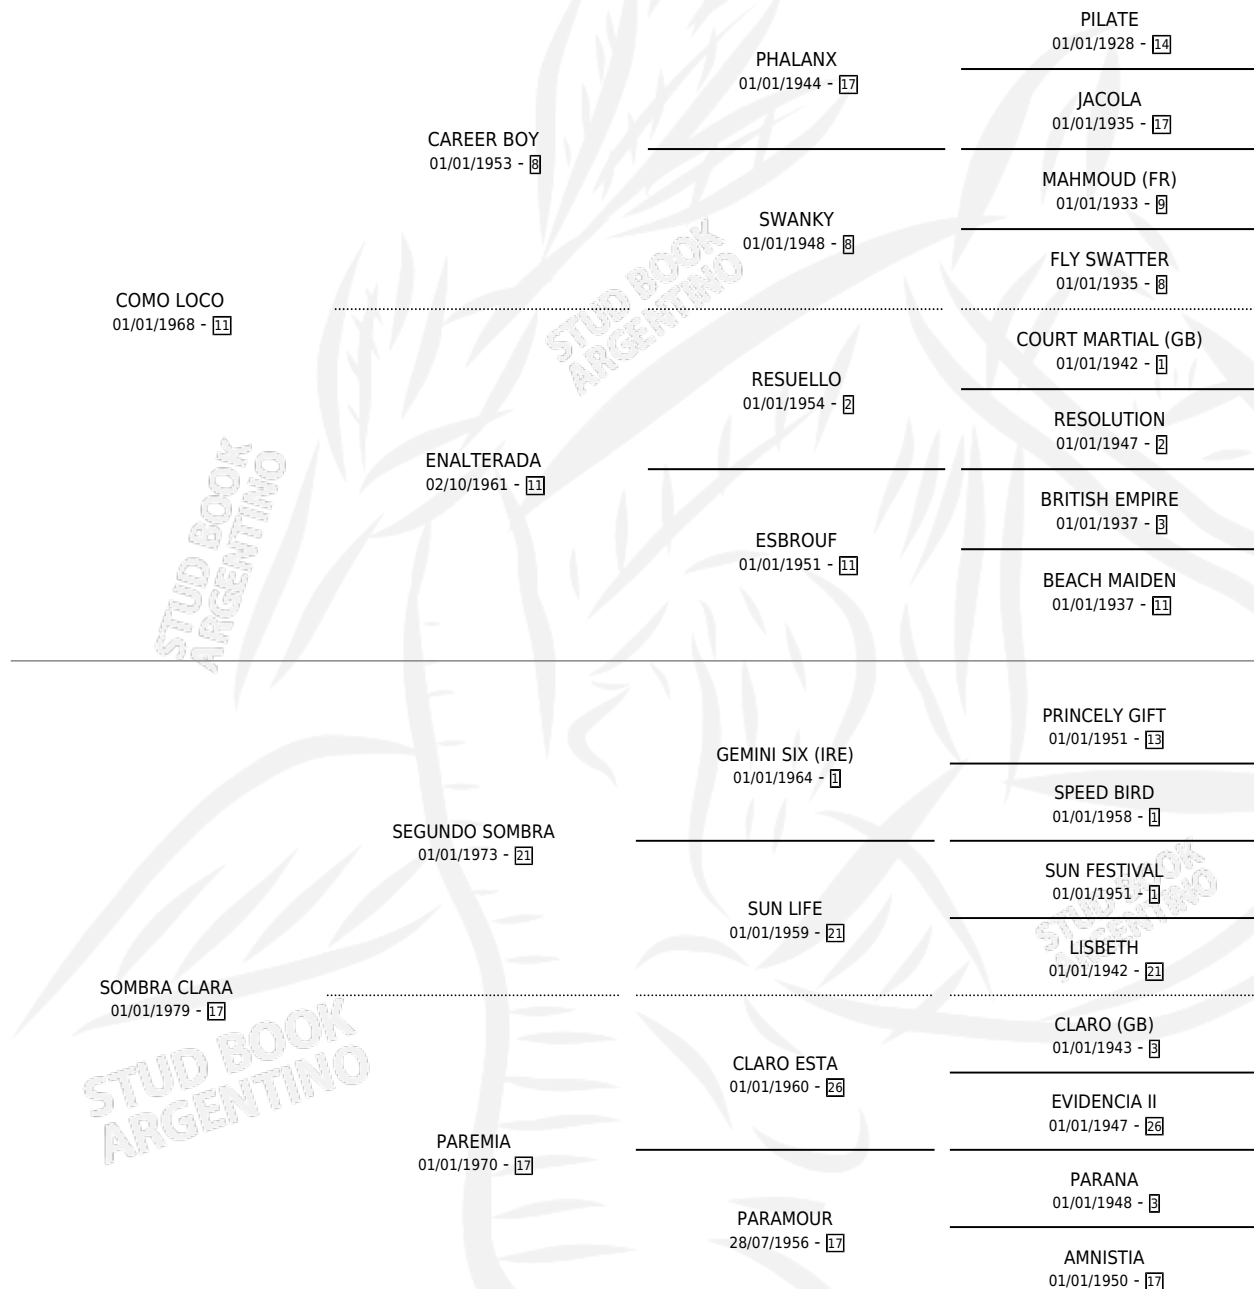 PILATE
01/01/1928 - 14
PHALANX
01/01/1944 - 17
JACOLA
01/01/1935 - 17
CAREER BOY
01/01/1953 - 8
MAHMOUD (FR)
01/01/1933 - 9
SWANKY
01/01/1948 - 8
FLY SWATTER
01/01/1935 - 8
COMO LOCO
01/01/1968 - 11
STUD BOOK
ARGENTINO
COURT MARTIAL (GB)
01/01/1942 - 1
RESUELLO
01/01/1954 - 2
RESOLUTION
01/01/1947 - 2
ENALTERADA
02/10/1961 - 11
BRITISH EMPIRE
01/01/1937 - 3
ESBROUF
01/01/1951 - 11
BEACH MAIDEN
01/01/1937 - 11
STUD BOOK
ARGENTINO
PRINCELY GIFT
01/01/1951 - 13
GEMINI SIX (IRE)
01/01/1964 - 1
SPEED BIRD
01/01/1958 - 1
SEGUNDO SOMBRA
01/01/1973 - 21
SUN FESTIVAL
01/01/1951 - 1
SUN LIFE
01/01/1959 - 21
LISBETH
01/01/1942 - 21
STUD BOOK
ARGENTINO
SOMBRA CLARA
01/01/1979 - 17
CLARO (GB)
01/01/1943 - 3
CLARO ESTA
01/01/1960 - 26
EVIDENCIA II
01/01/1947 - 26
STUD BOOK
ARGENTINO
PAREMIA
01/01/1970 - 17
PARANA
01/01/1948 - 3
PARAMOUR
28/07/1956 - 17
AMNISTIA
01/01/1950 - 17